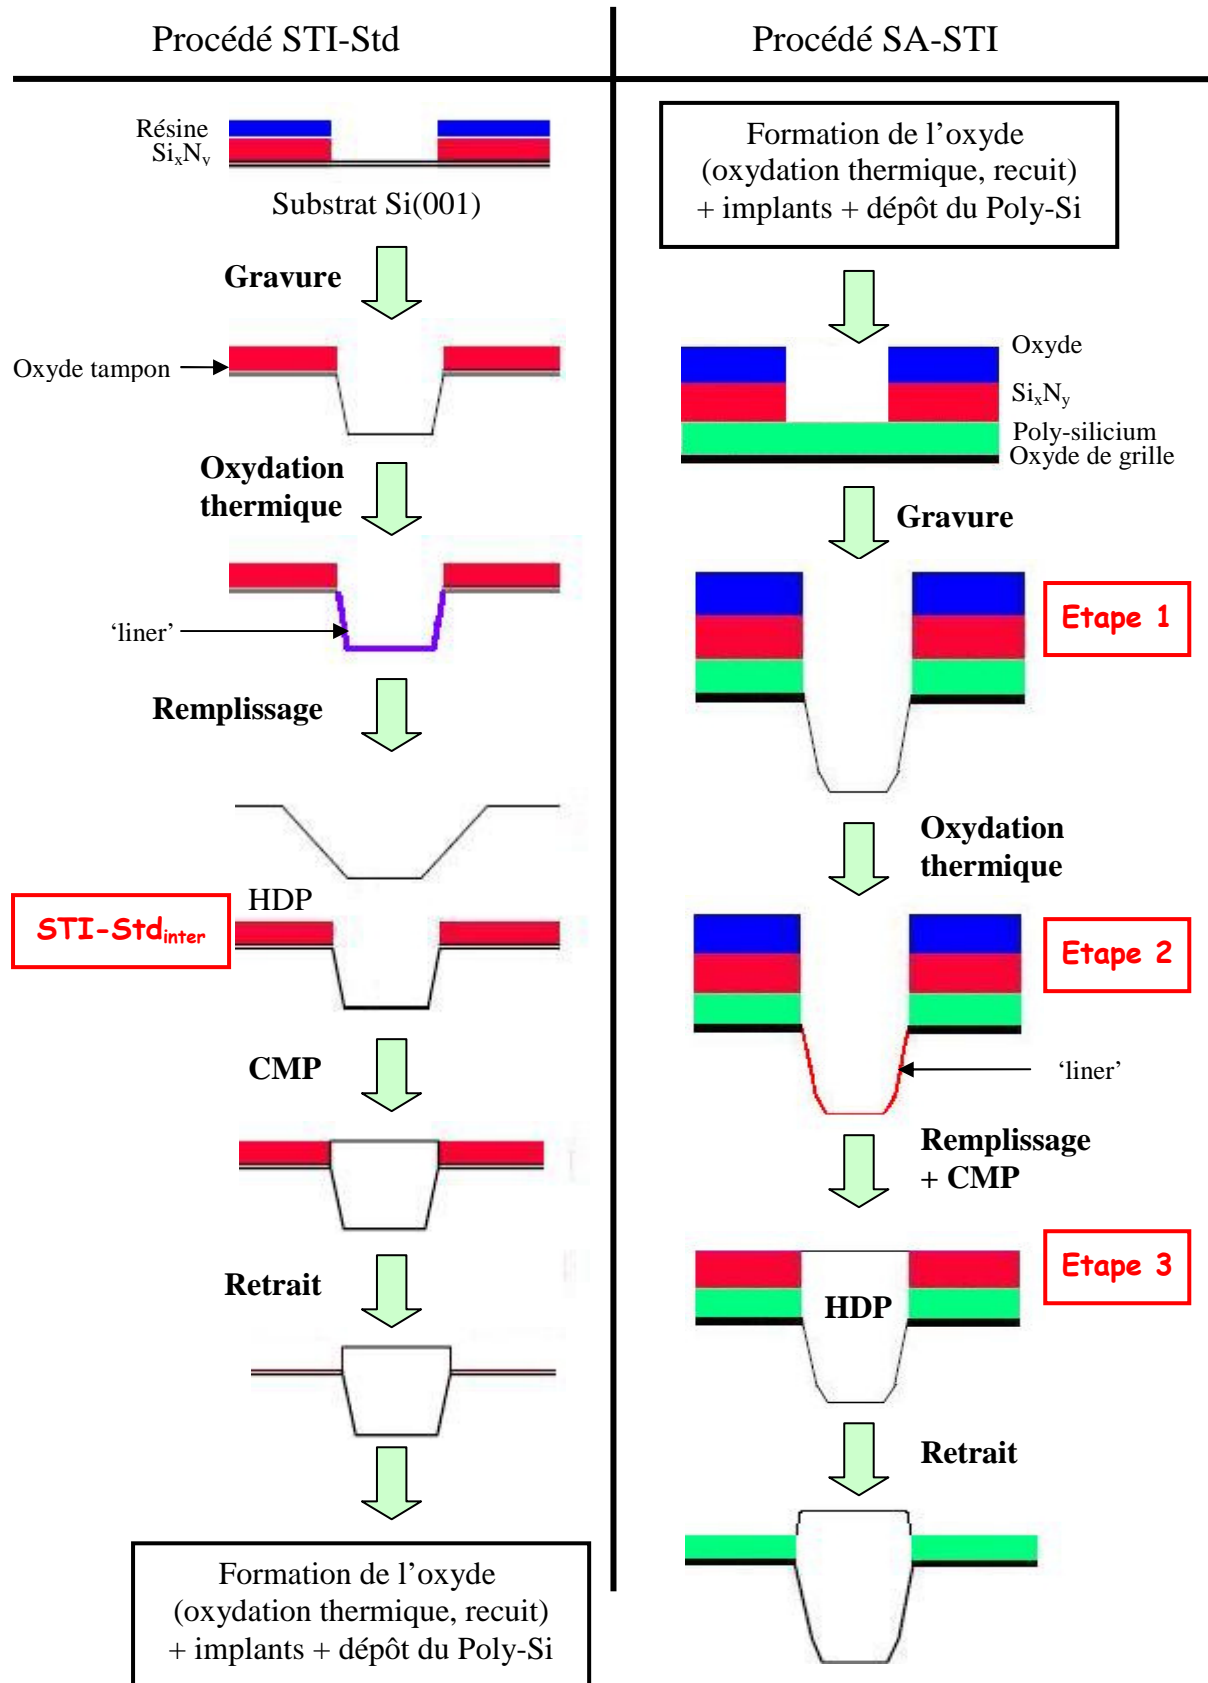 Procédé STI-Std
Résine
SixNy
Substrat Si(001)
Gravure
Oxyde tampon
Oxydation
thermique
‘liner’
Remplissage
HDP
STI-Stdinter
CMP
Retrait
Formation de l’oxyde
(oxydation thermique, recuit)
+ implants + dépôt du Poly-Si
Procédé SA-STI
Formation de l’oxyde
(oxydation thermique, recuit)
+ implants + dépôt du Poly-Si
Oxyde
SixNy
Poly-silicium
Oxyde de grille
Gravure
Etape 1
Oxydation
thermique
Etape 2
‘liner’
Remplissage
+ CMP
Etape 3
HDP
Retrait